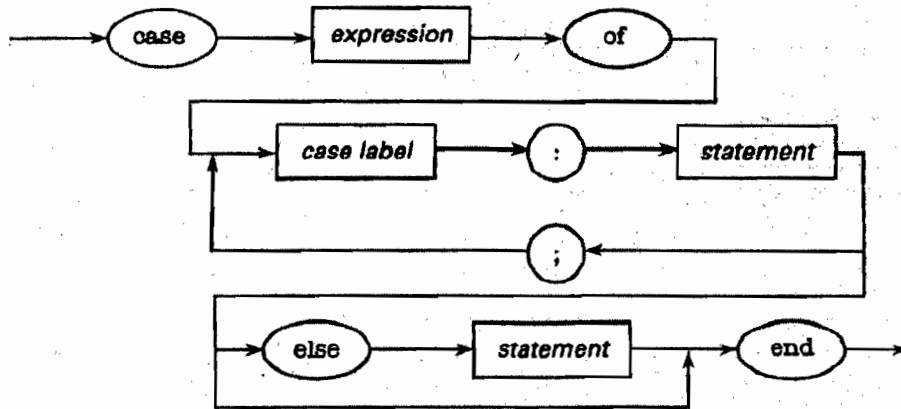 case expression of
case label : statement
;
else statement end